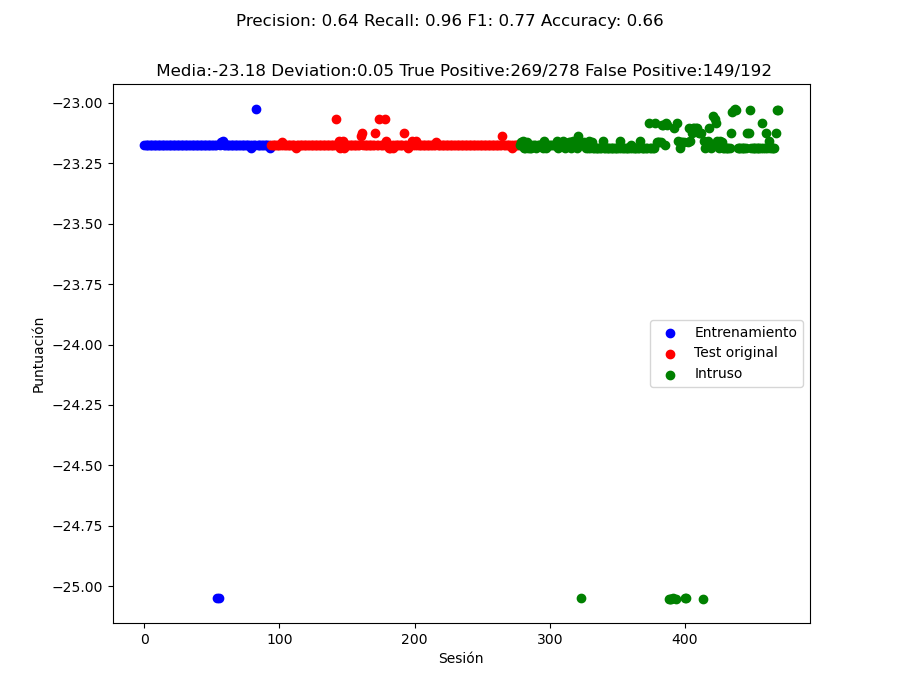 Precision: 0.64 Recall: 0.96 F1: 0.77 Accuracy: 0.66
Media:-23.18 Deviation:0.05 True Positive:269/278 False Positive:149/192
−23.00
−23.25
−23.50
−23.75
−24.00
−24.25
−24.50
−24.75
−25.00
Puntuación
Entrenamiento
Test original
Intruso
0 100 200 300 400
Sesión